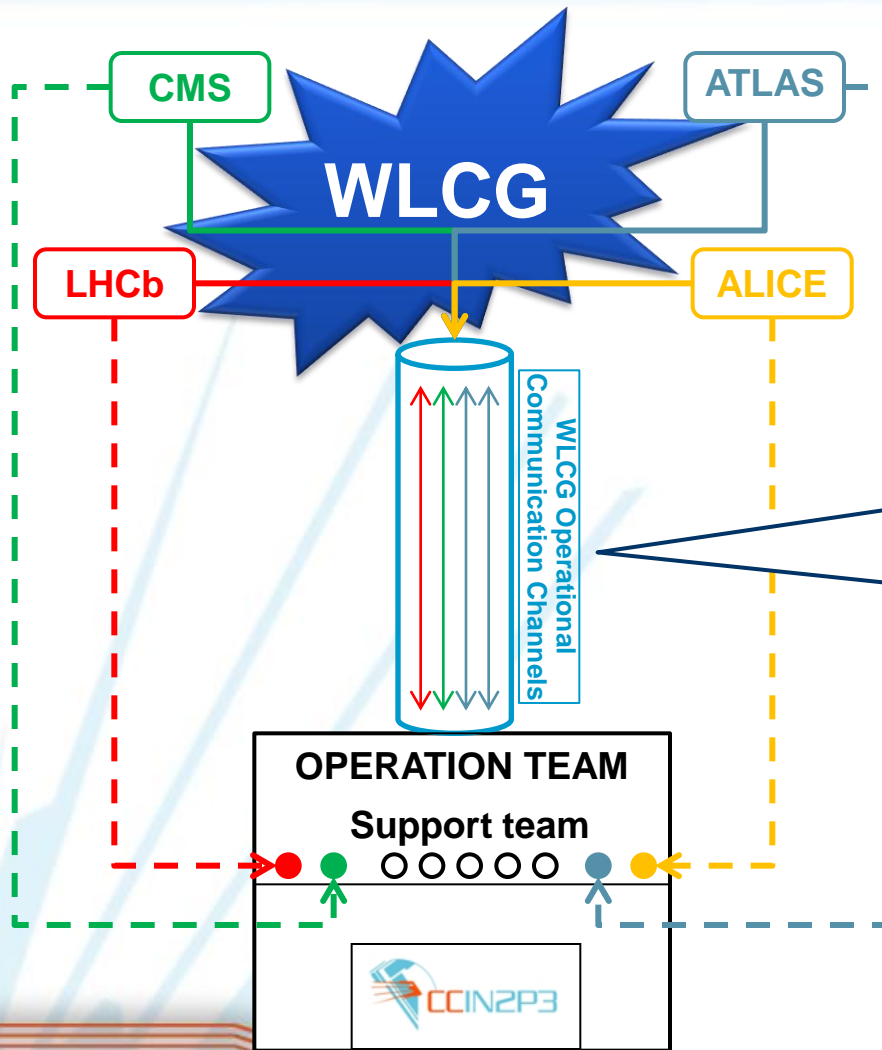 CMS
ATLAS
WLCG
LHCb
ALICE
WLCG Operational
Communication Channels
OPERATION TEAM
Support team
CCIN2P3